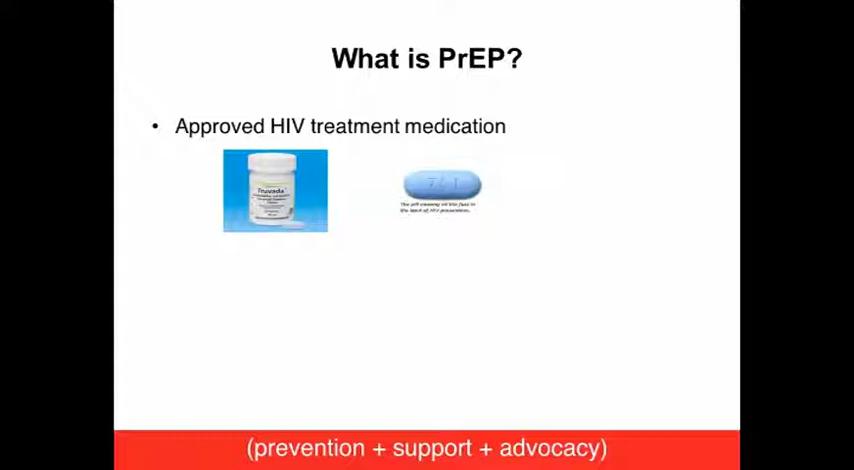 What is PrEP?
• Approved HIV treatment medication
Truvada
(prevention + support + advocacy)